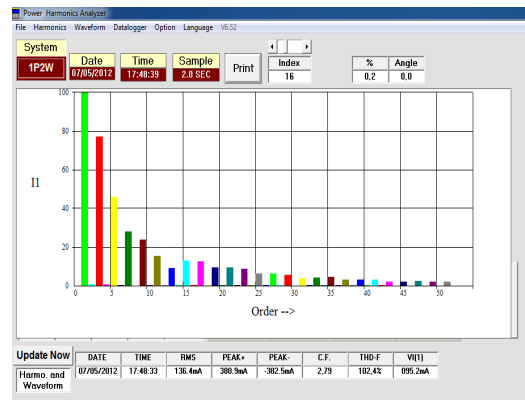 Power Harmonics Analyzer
File Harmonics Waveform Datalogger Option Language V6.52
System
1P2W
Date
07/05/2012
Time
17:48:39
Sample
2.0 SEC
Print
Index
16
% Angle
0,2 0,0
I1
100
80
60
40
20
0
0 5 10 15 20 25 30 35 40 45 50
Order -->
Update Now
Harmo. and
Waveform
DATE TIME RMS PEAK+ PEAK- C.F. THD-F VI(1)
07/05/2012 17:48:33 136.4mA 380.9mA -382.5mA 2,79 102,4% 095.2mA